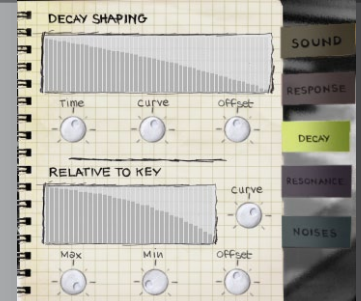 DECAY SHAPING
Time Curve Offset
RELATIVE TO KEY
Curve
Max Min Offset
SOUND
RESPONSE
DECAY
RESONANCE
NOISES